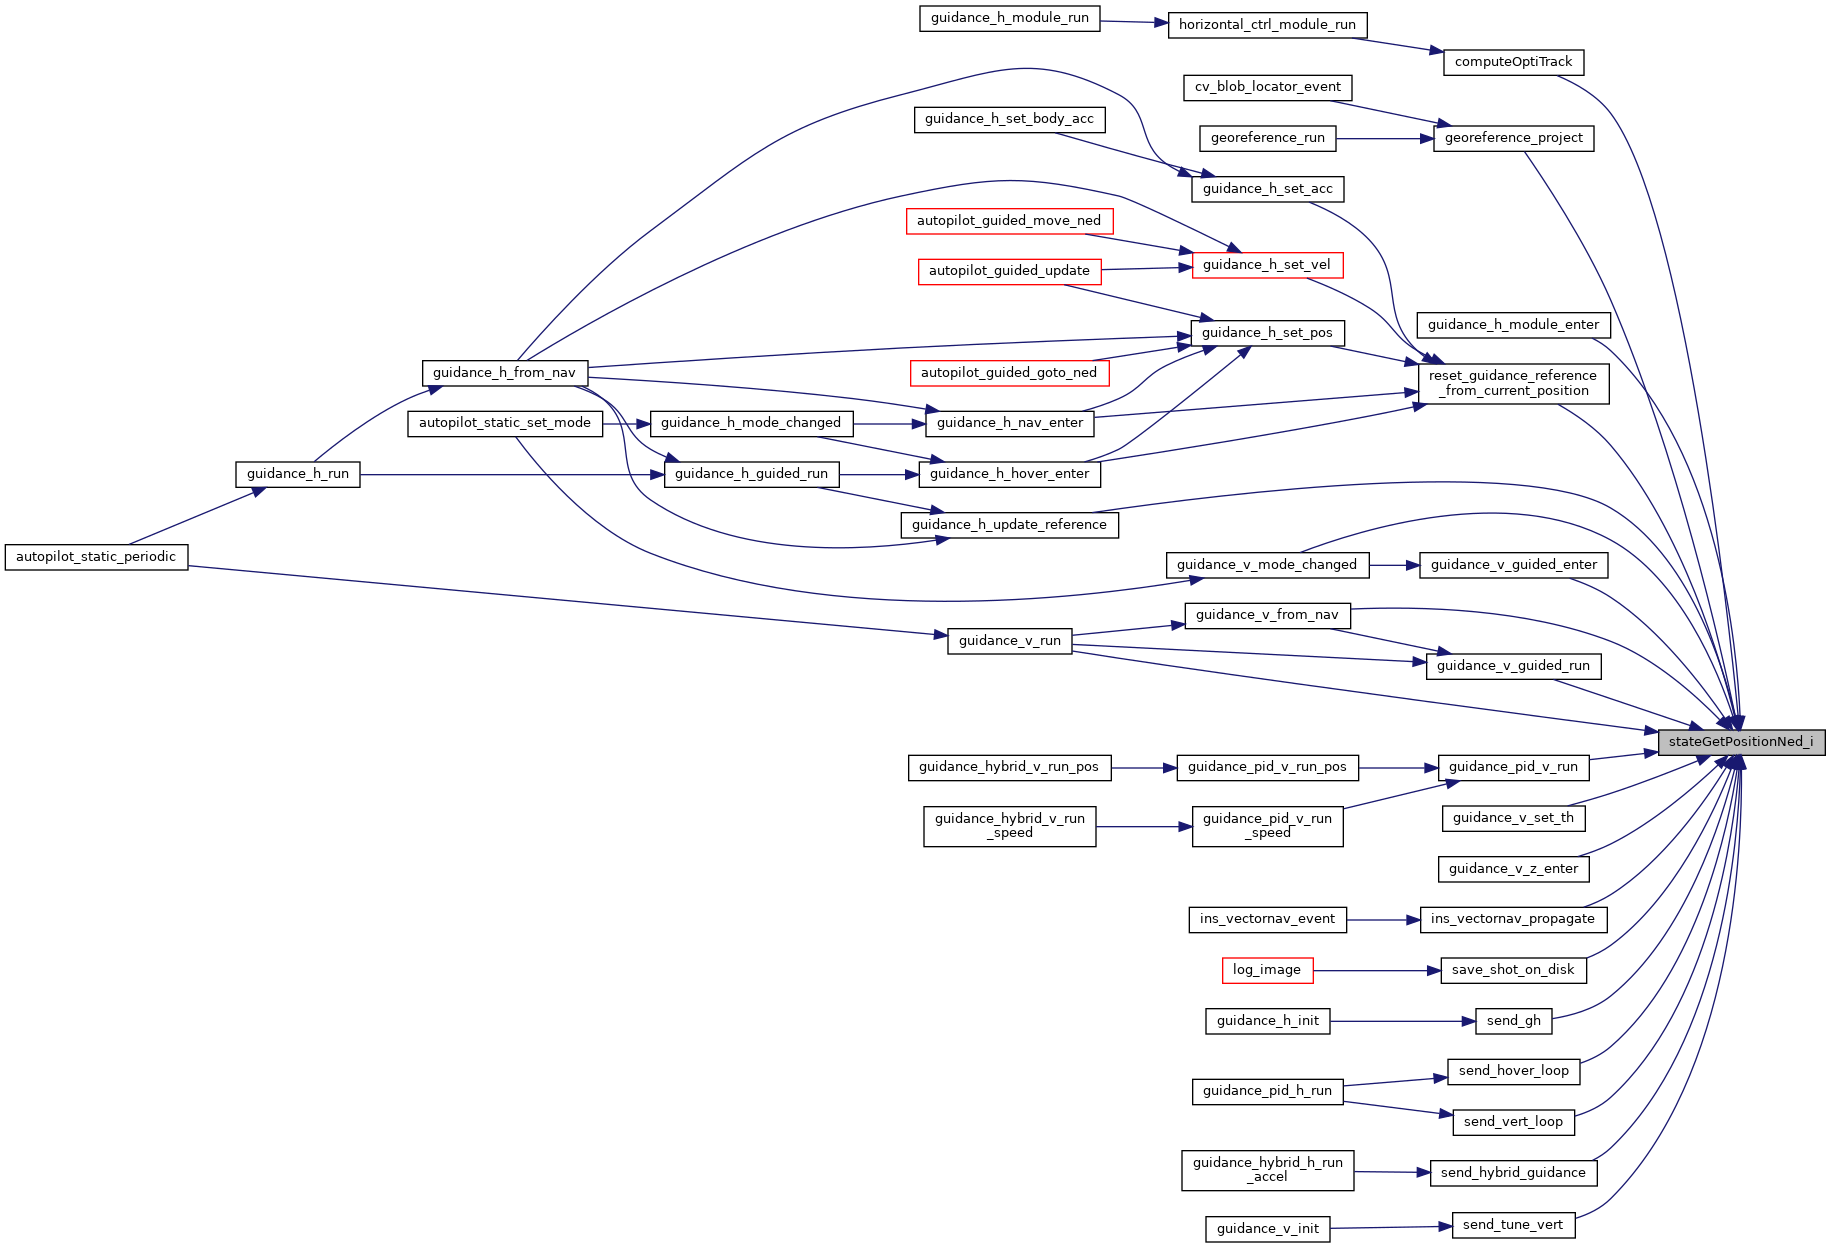 guidance_h_module_run
horizontal_ctrl_module_run
computeOptiTrack
cv_blob_locator_event
guidance_h_set_body_acc
georeference_run
georeference_project
guidance_h_set_acc
autopilot_guided_move_ned
guidance_h_set_vel
autopilot_guided_update
guidance_h_module_enter
guidance_h_set_pos
guidance_h_from_nav
autopilot_guided_goto_ned
reset_guidance_reference
_from_current_position
autopilot_static_set_mode
guidance_h_mode_changed
guidance_h_nav_enter
guidance_h_run
guidance_h_guided_run
guidance_h_hover_enter
guidance_h_update_reference
autopilot_static_periodic
guidance_v_mode_changed
guidance_v_guided_enter
guidance_v_from_nav
guidance_v_run
guidance_v_guided_run
stateGetPositionNed_i
guidance_hybrid_v_run_pos
guidance_pid_v_run_pos
guidance_pid_v_run
guidance_hybrid_v_run
_speed
guidance_pid_v_run
_speed
guidance_v_set_th
guidance_v_z_enter
ins_vectornav_event
ins_vectornav_propagate
log_image
save_shot_on_disk
guidance_h_init
send_gh
send_hover_loop
guidance_pid_h_run
send_vert_loop
guidance_hybrid_h_run
_accel
send_hybrid_guidance
guidance_v_init
send_tune_vert